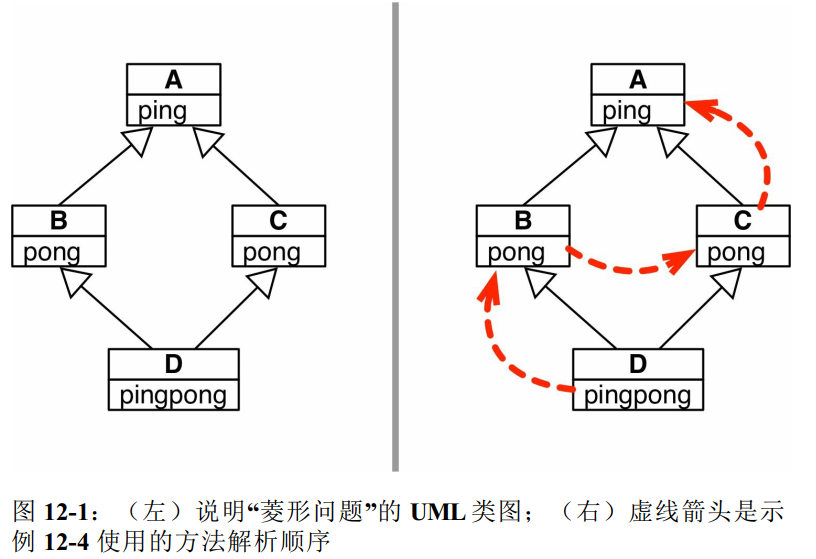 A
ping
B
pong
C
pong
D
pingpong
A
ping
B
pong
C
pong
D
pingpong
图 12-1：（左）说明“菱形问题”的 UML 类图；（右）虚线箭头是示
例 12-4 使用的方法解析顺序